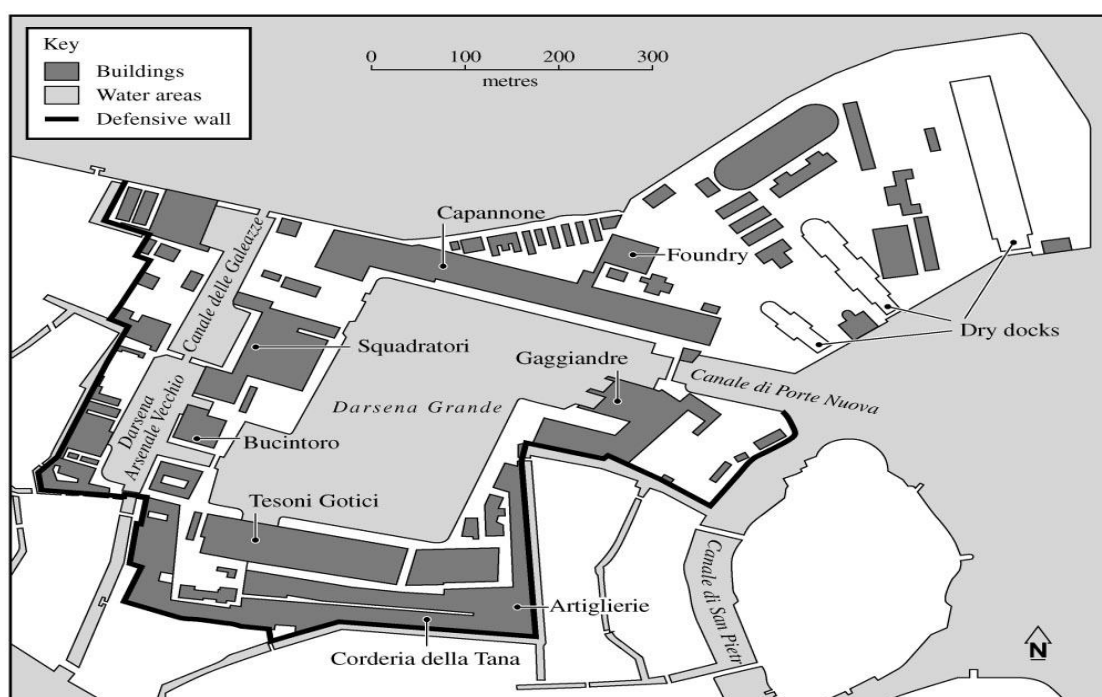 Key
Buildings
Water areas
Defensive wall
0 100 200 300
metres
Capannone
Foundry
Canale delle Galeazze
Squadratori
Dry docks
Gaggiandre
Canale di Porte Nuova
Darsena Grande
Darsena
Arsenale Vecchio
Bucintoro
Tesoni Gotici
Canale di San Pietr
Artiglierie
Corderia della Tana
N